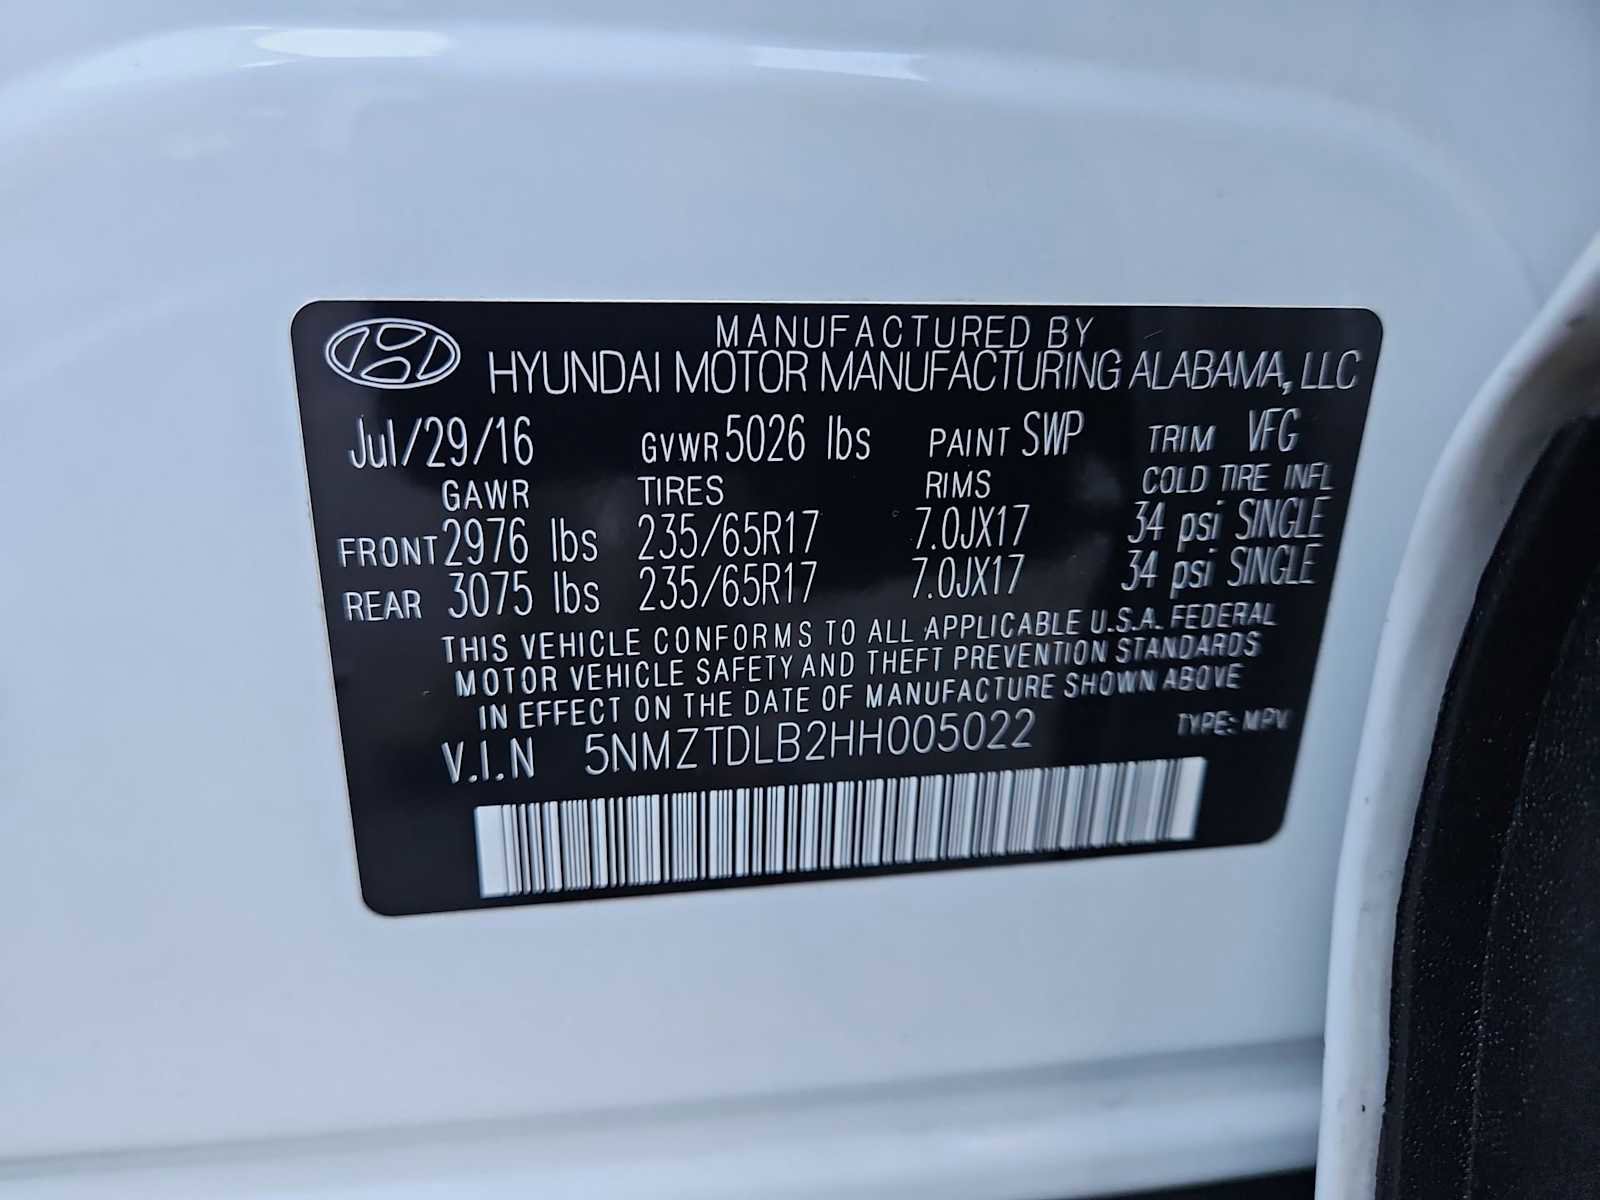 MANUFACTURED BY
HYUNDAI MOTOR MANUFACTURING ALABAMA, LLC
Jul/29/16 GVWR 5026 lbs PAINT SWP TRIM VFG
GAWR TIRES RIMS COLD TIRE INFL
FRONT 2976 lbs 235/65R17 7.0JX17 34 psi SINGLE
REAR 3075 lbs 235/65R17 7.0JX17 34 psi SINGLE
THIS VEHICLE CONFORMS TO ALL APPLICABLE U.S.A. FEDERAL
MOTOR VEHICLE SAFETY AND THEFT PREVENTION STANDARDS
IN EFFECT ON THE DATE OF MANUFACTURE SHOWN ABOVE
V.I.N 5NMZTDLB2HH005022 TYPE: MPV